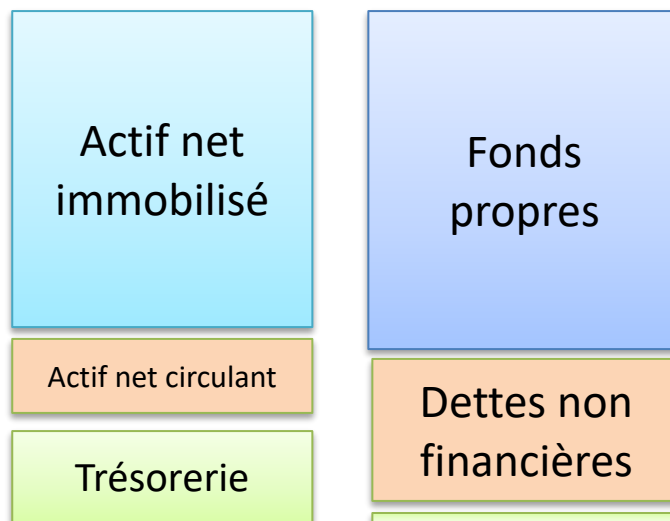 Actif net
immobilisé
Actif net circulant
Trésorerie
Fonds
propres
Dettes non
financières